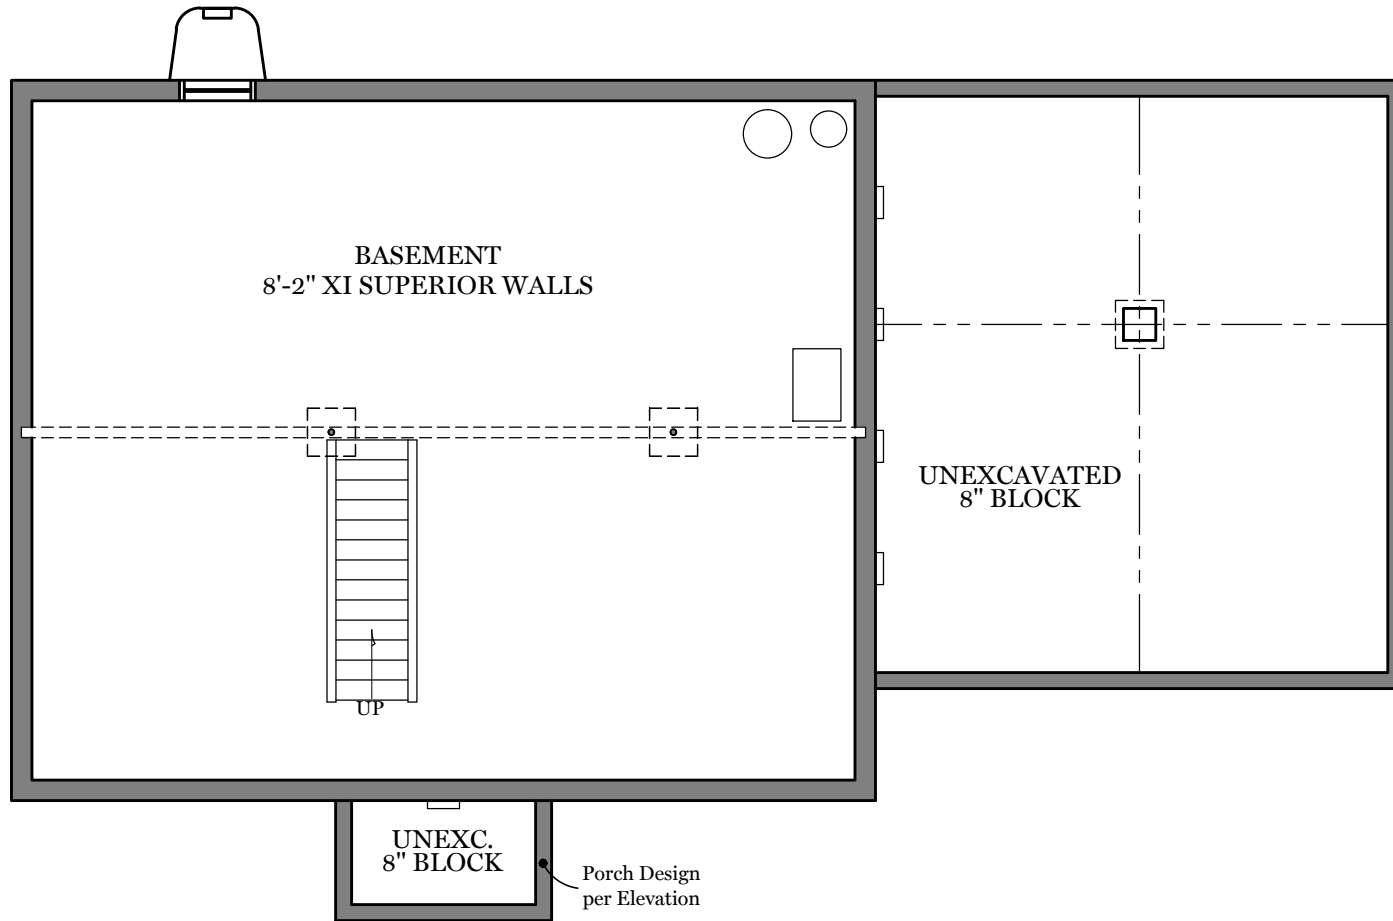 BASEMENT
8'-2" XI SUPERIOR WALLS
UNEXCAVATED
8" BLOCK
UP
UNEXC.
8" BLOCK
Porch Design
per Elevation